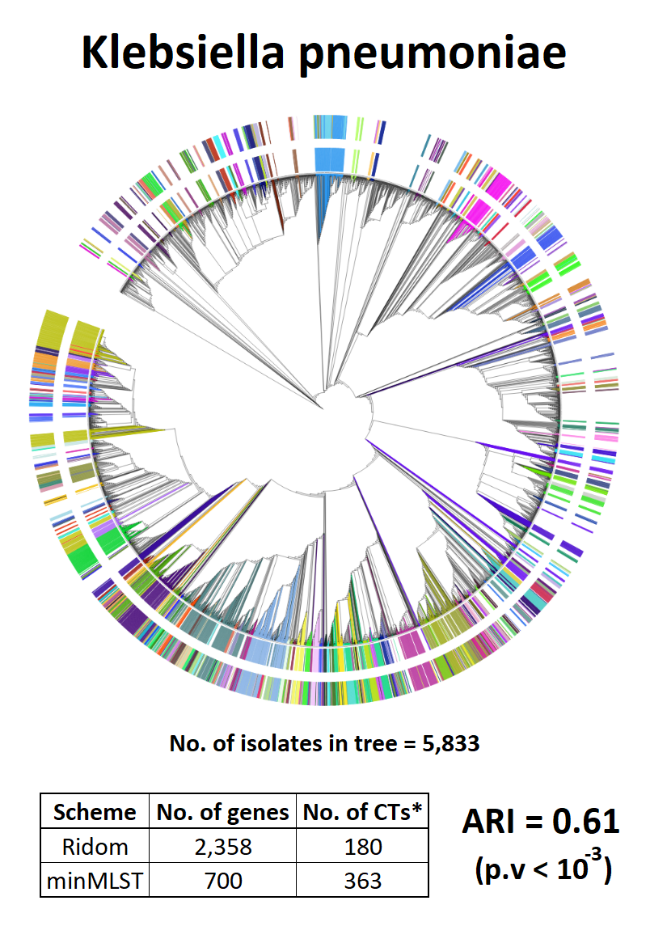 Klebsiella pneumoniae
No. of isolates in tree = 5,833
Scheme No. of genes No. of CTs*
Ridom 2,358 180
minMLST 700 363
ARI = 0.61
(p.v < 10-3)